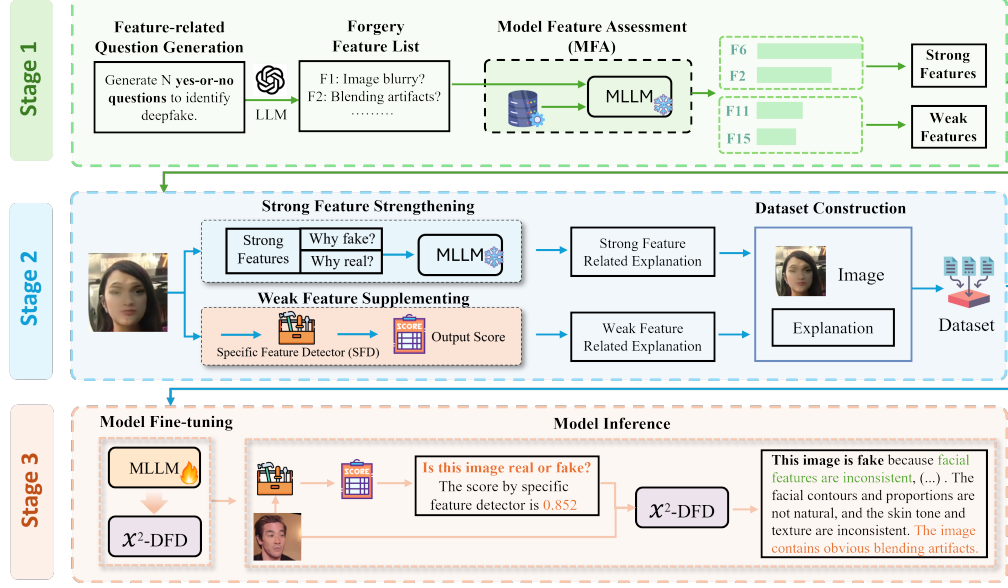 Stage 1
Feature-related
Question Generation
Generate N yes-or-no
questions to identify
deepfake.
LLM
Forgery
Feature List
F1: Image blurry?
F2: Blending artifacts?
………
Model Feature Assessment
(MFA)
MLLM
F6
F2
F11
F15
Strong
Features
Weak
Features
Stage 2
Strong Feature Strengthening
Strong
Features
Why fake?
Why real?
MLLM
Weak Feature Supplementing
Specific Feature Detector (SFD)
SCORE
Output Score
Strong Feature
Related Explanation
Weak Feature
Related Explanation
Dataset Construction
Image
Explanation
Dataset
Stage 3
Model Fine-tuning
MLLM
𝒳²-DFD
Model Inference
SCORE
Is this image real or fake?
The score by specific
feature detector is 0.852
𝒳²-DFD
This image is fake because facial
features are inconsistent, (...) . The
facial contours and proportions are
not natural, and the skin tone and
texture are inconsistent. The image
contains obvious blending artifacts.